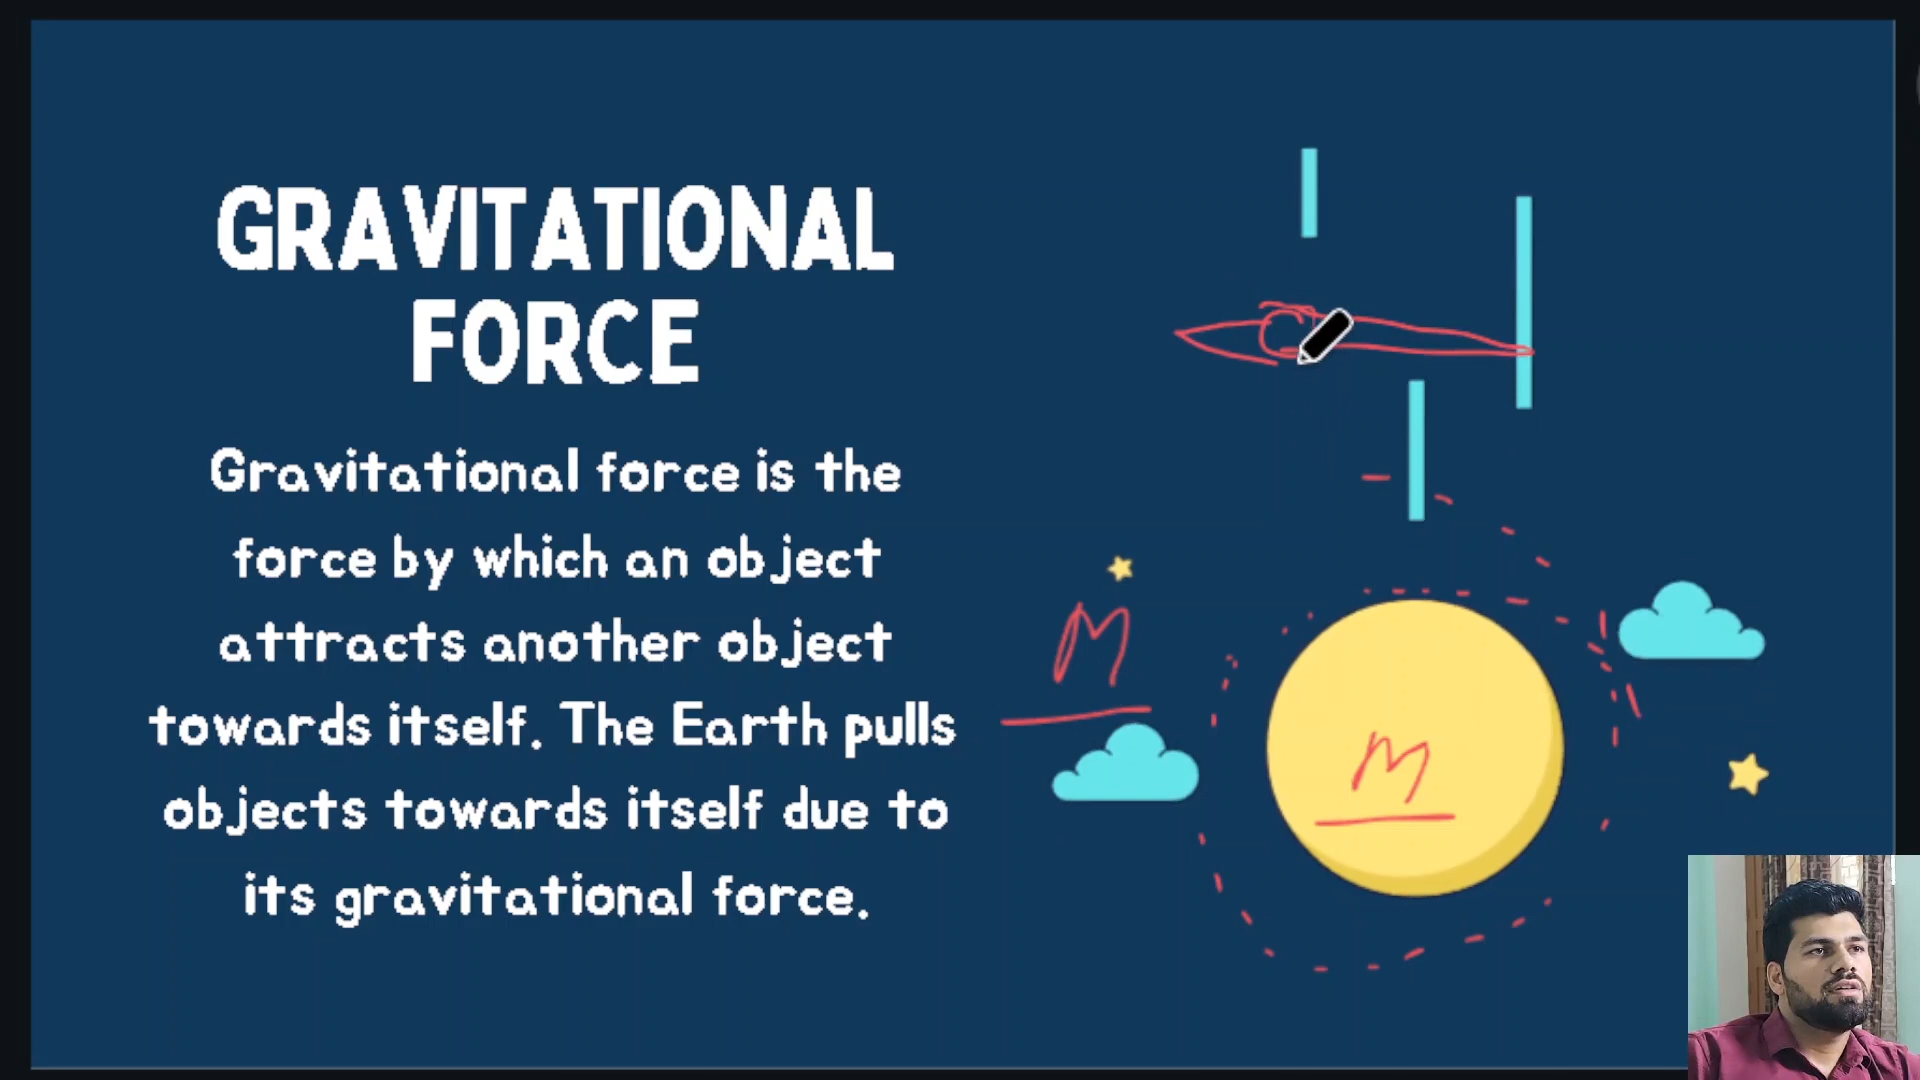 GRAVITATIONAL
FORCE
Gravitational force is the
force by which an object
attracts another object
towards itself. The Earth pulls
objects towards itself due to
its gravitational force.
M
M